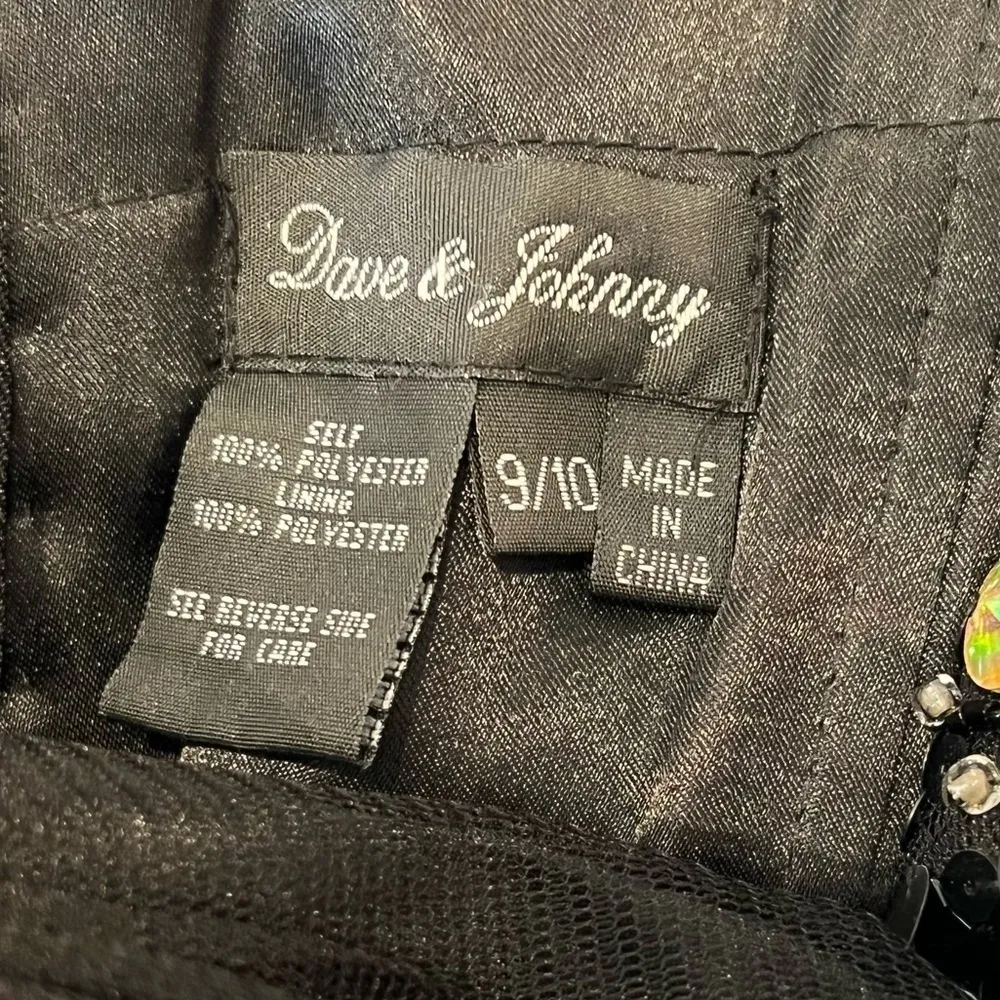 Dave & Johnny
SELF
100% POLYESTER
LINING
100% POLYESTER
SEE REVERSE SIDE
FOR CARE
9/10
MADE
IN
CHINA